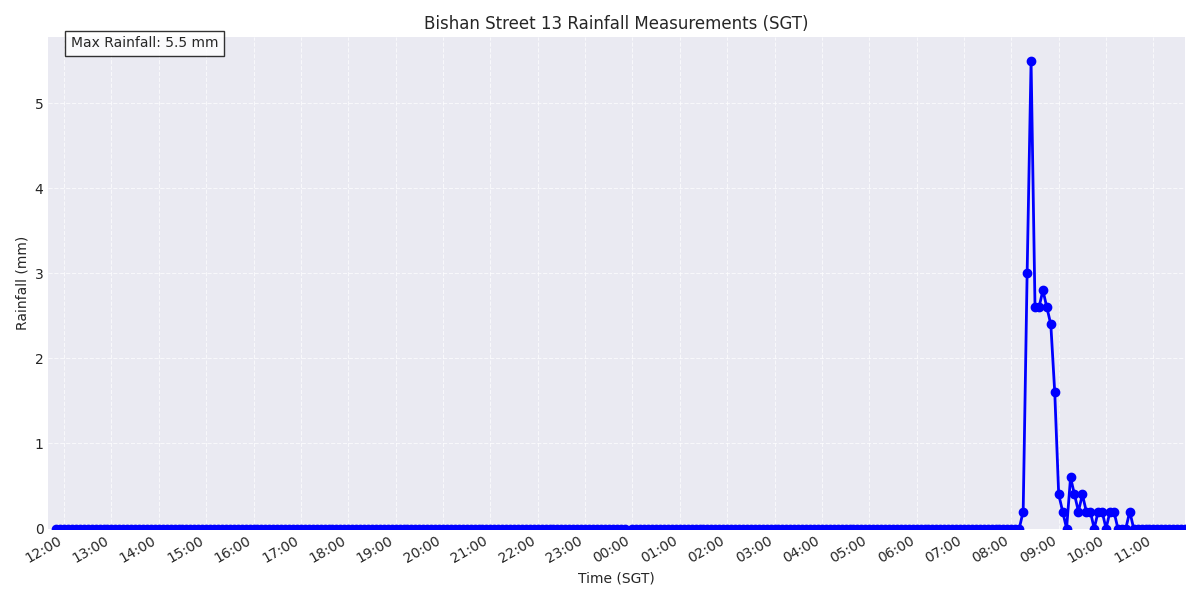 Bishan Street 13 Rainfall Measurements (SGT)
Max Rainfall: 5.5 mm
Rainfall (mm)
5
4
3
2
1
0
12:00 13:00 14:00 15:00 16:00 17:00 18:00 19:00 20:00 21:00 22:00 23:00 00:00 01:00 02:00 03:00 04:00 05:00 06:00 07:00 08:00 09:00 10:00 11:00
Time (SGT)